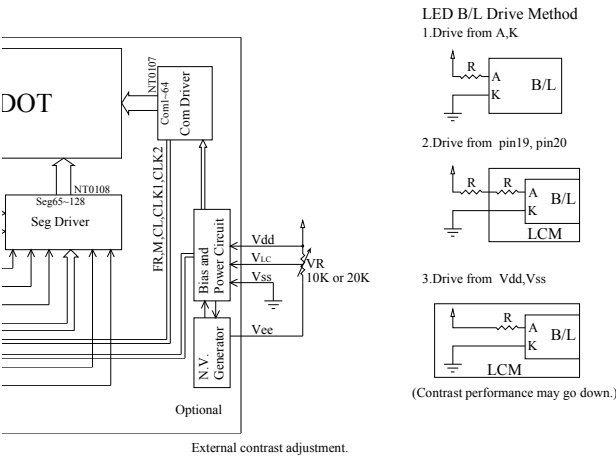 DOT
NT0107
Com1~64
Com Driver
NT0108
Seg65~128
Seg Driver
FR,M,CL,CLK1,CLK2
Bias and
Power Circuit
Vdd
VLC
Vss
VR
10K or 20K
N.V.
Generator
Vee
Optional
External contrast adjustment.
LED B/L Drive Method
1.Drive from A,K
R
A
K
B/L
2.Drive from pin19, pin20
R
R
A
K
B/L
LCM
3.Drive from Vdd,Vss
R
A
K
B/L
LCM
(Contrast performance may go down.)